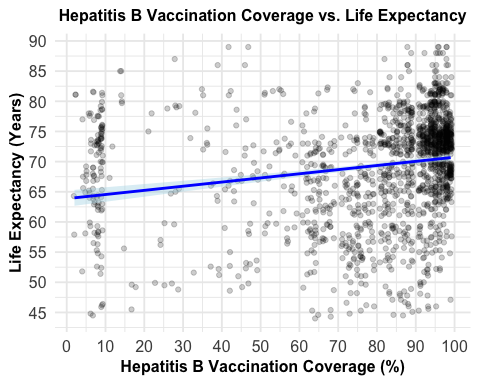 Hepatitis B Vaccination Coverage vs. Life Expectancy
Life Expectancy (Years)
90
85
80
75
70
65
60
55
50
45
0 10 20 30 40 50 60 70 80 90 100
Hepatitis B Vaccination Coverage (%)